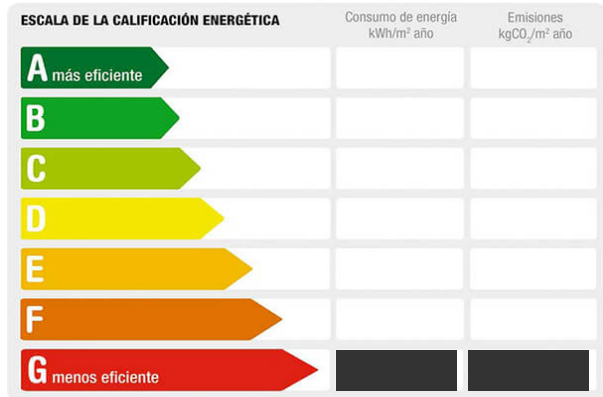 ESCALA DE LA CALIFICACIÓN ENERGÉTICA
Consumo de energía
kWh/m² año
Emisiones
kgCO₂/m² año
A más eficiente
B
C
D
E
F
G menos eficiente